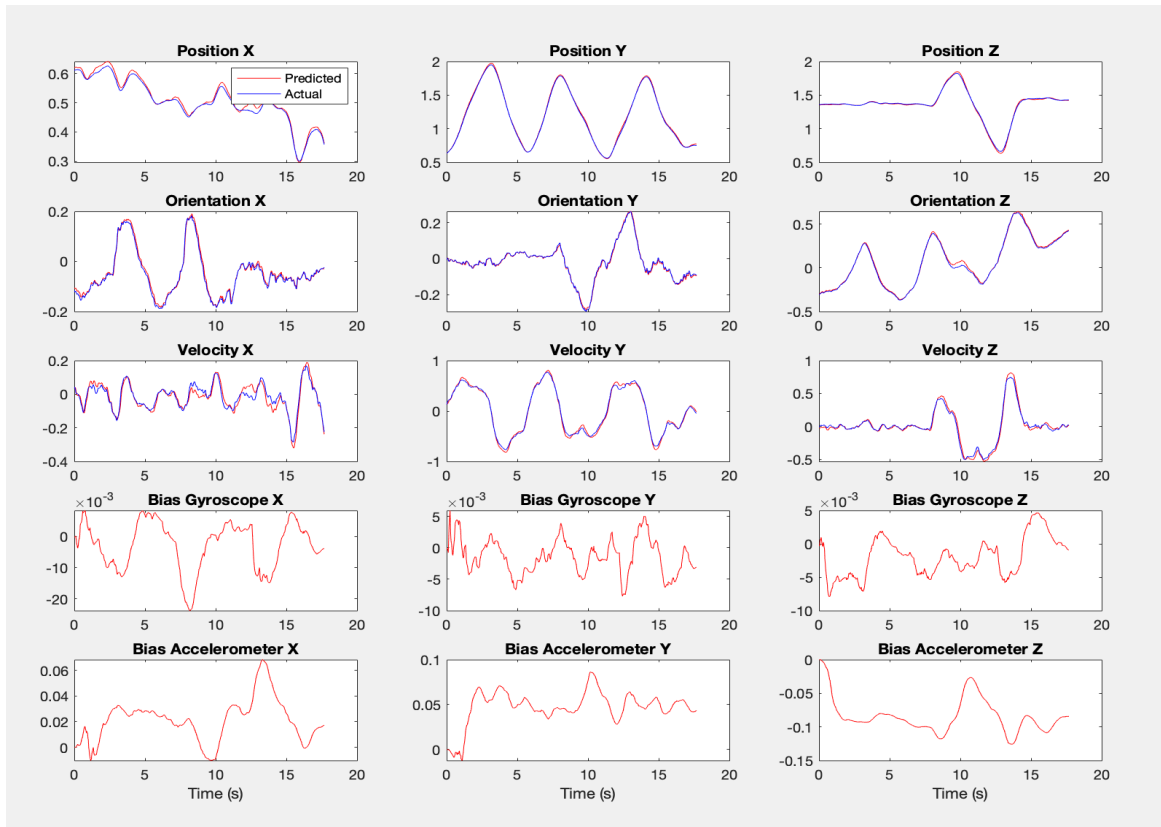 Position X
Position Y
Position Z
Predicted
Actual
0.6
0.5
0.4
0.3
0 5 10 15 20
2
1.5
1
0.5
0 5 10 15 20
2
1.5
1
0.5
0 5 10 15 20
Orientation X
Orientation Y
Orientation Z
0.2
0
-0.2
0 5 10 15 20
0.2
0
-0.2
0 5 10 15 20
0.5
0
-0.5
0 5 10 15 20
Velocity X
Velocity Y
Velocity Z
0.2
0
-0.2
-0.4
0 5 10 15 20
1
0
-1
0 5 10 15 20
1
0.5
0
-0.5
0 5 10 15 20
Bias Gyroscope X
Bias Gyroscope Y
Bias Gyroscope Z
×10⁻³
0
-10
-20
0 5 10 15 20
×10⁻³
5
0
-5
-10
0 5 10 15 20
×10⁻³
5
0
-5
-10
0 5 10 15 20
Bias Accelerometer X
Bias Accelerometer Y
Bias Accelerometer Z
0.06
0.04
0.02
0
0 5 10 15 20
Time (s)
0.1
0.05
0
0 5 10 15 20
Time (s)
0
-0.05
-0.1
-0.15
0 5 10 15 20
Time (s)